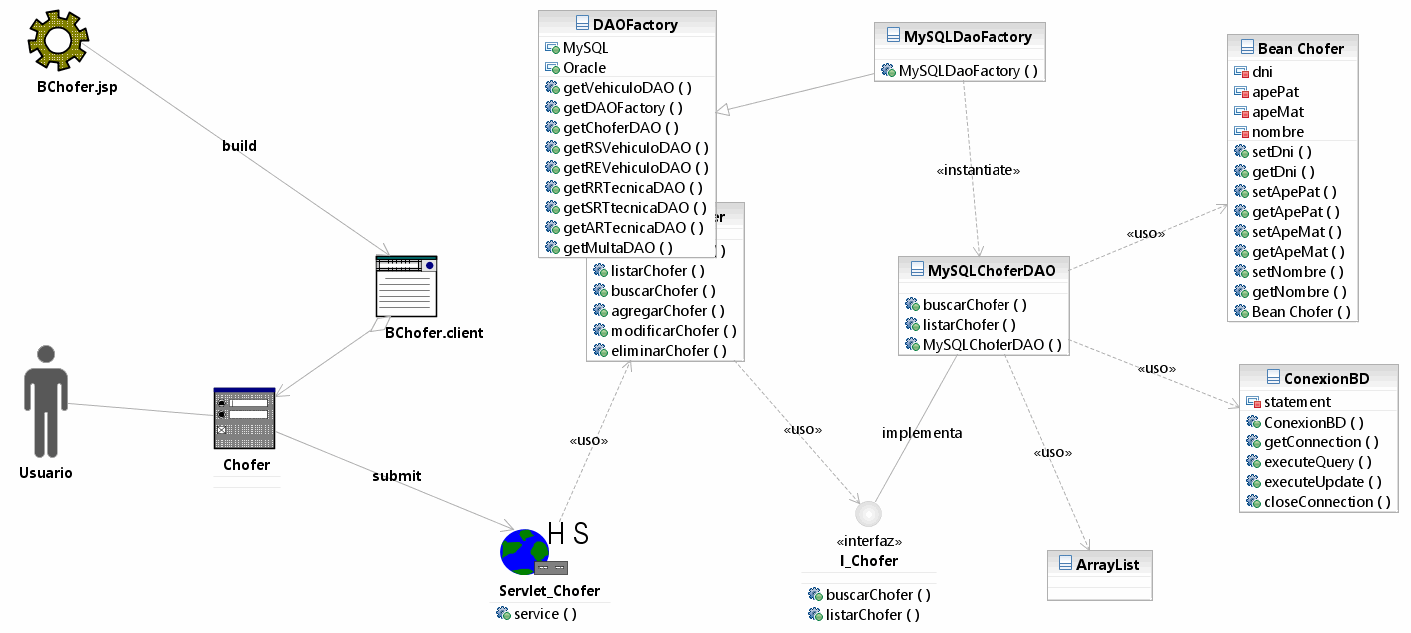 BChofer.jsp
build
BChofer.client
Usuario
Chofer
submit
H S
Servlet_Chofer
service ( )
«uso»
DAOFactory
MySQL
Oracle
getVehiculoDAO ( )
getDAOFactory ( )
getChoferDAO ( )
getRSVehiculoDAO ( )
getREVehiculoDAO ( )
getRRTecnicaDAO ( )
getSRTtecnicaDAO ( )
getARTecnicaDAO ( )
getMultaDAO ( )
er
( )
listarChofer ( )
buscarChofer ( )
agregarChofer ( )
modificarChofer ( )
eliminarChofer ( )
«uso»
MySQLDaoFactory
MySQLDaoFactory ( )
«instantiate»
MySQLChoferDAO
buscarChofer ( )
listarChofer ( )
MySQLChoferDAO ( )
implementa
«interfaz»
I_Chofer
buscarChofer ( )
listarChofer ( )
«uso»
ArrayList
«uso»
Bean Chofer
dni
apePat
apeMat
nombre
setDni ( )
getDni ( )
setApePat ( )
getApePat ( )
setApeMat ( )
getApeMat ( )
setNombre ( )
getNombre ( )
Bean Chofer ( )
«uso»
ConexionBD
statement
ConexionBD ( )
getConnection ( )
executeQuery ( )
executeUpdate ( )
closeConnection ( )